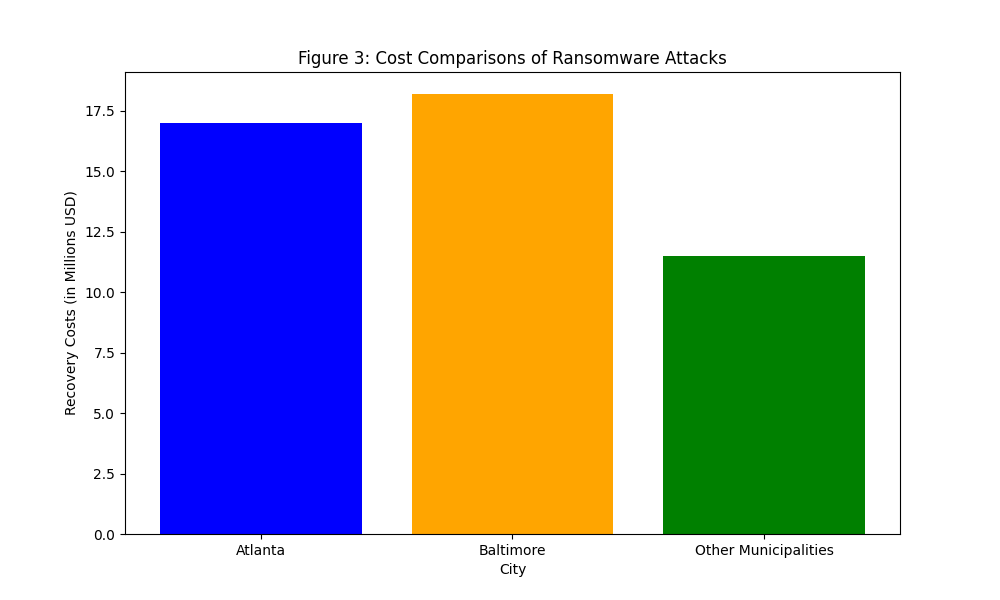 Figure 3: Cost Comparisons of Ransomware Attacks
Recovery Costs (in Millions USD)
17.5
15.0
12.5
10.0
7.5
5.0
2.5
0.0
Atlanta
Baltimore
Other Municipalities
City